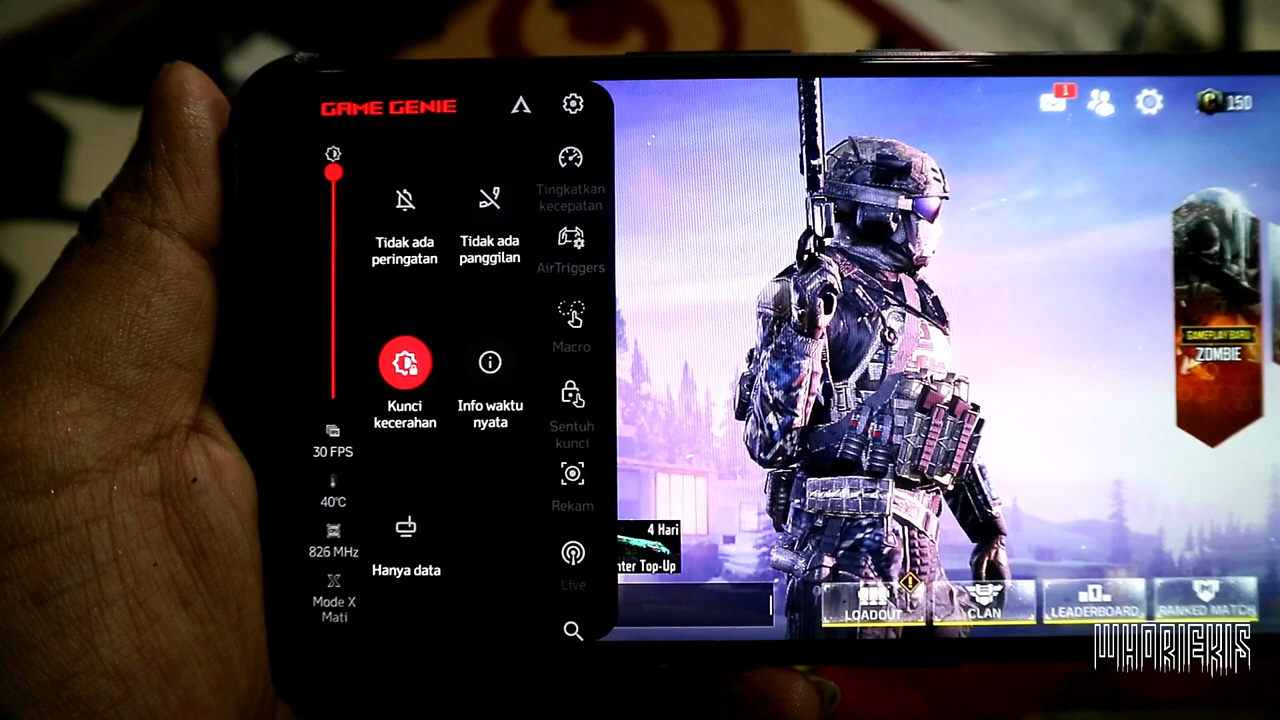 GAME GENIE
Tidak ada
peringatan
Tidak ada
panggilan
Kunci
kecerahan
Info waktu
nyata
Hanya data
30 FPS
40°C
826 MHz
Mode X
Mati
Tingkatkan
kecepatan
AirTriggers
Macro
Sentuh
kunci
Rekam
Live
1
150
GAMEPLAY BARU
ZOMBIE
4 Hari
nter Top-Up
LOADOUT
CLAN
LEADERBOARD
RANKED MATCH
WHORIEKIS